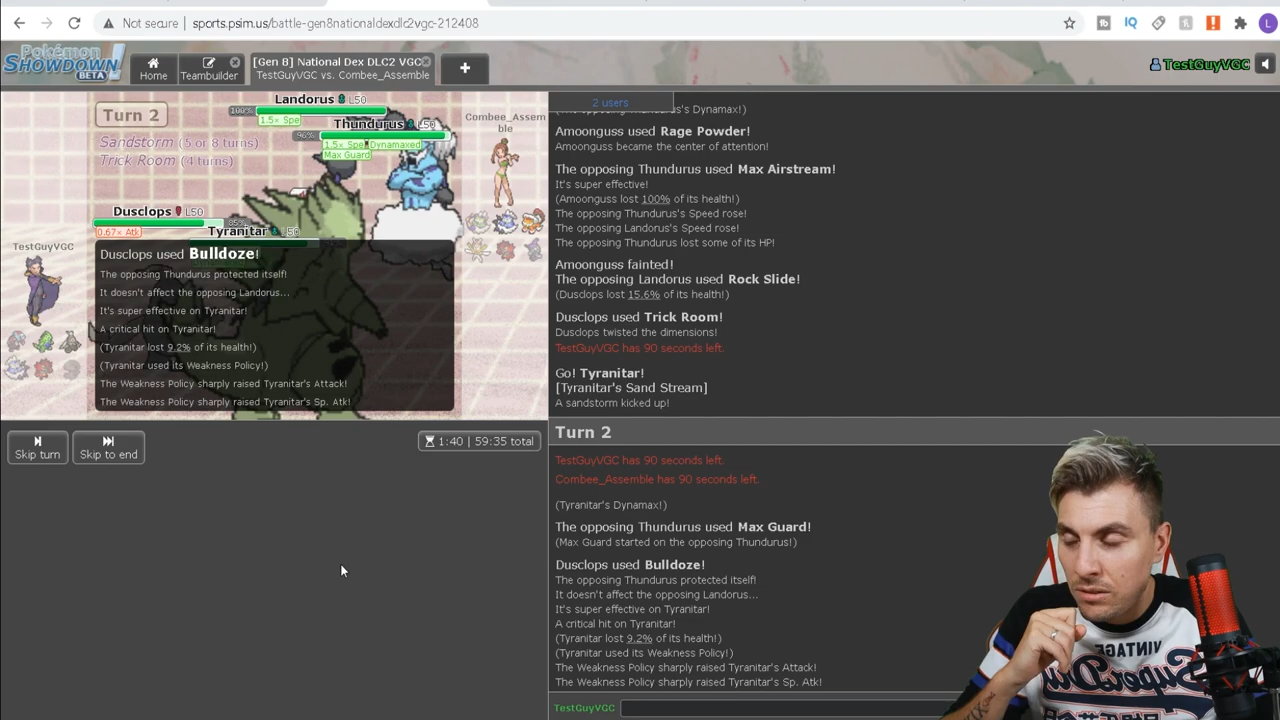 Not secure
sports.psim.us/battle-gen8nationaldexdlc2vgc-212408
IQ
L
Pokémon
SHOWDOWN
BETA
Home
Teambuilder
[Gen 8] National Dex DLC2 VGC
TestGuyVGC vs. Combee_Assemble
TestGuyVGC
Turn 2
Sandstorm (5 or 8 turns)
Trick Room (4 turns)
Landorus L50
100%
1.5× Spe
Thundurus L50
96%
1.5× Spe Dynamaxed
Max Guard
Combee_Assem
ble
Dusclops L50
85%
0.67× Atk
Tyranitar L50
TestGuyVGC
Dusclops used Bulldoze!
The opposing Thundurus protected itself!
It doesn't affect the opposing Landorus...
It's super effective on Tyranitar!
A critical hit on Tyranitar!
(Tyranitar lost 9.2% of its health!)
(Tyranitar used its Weakness Policy!)
The Weakness Policy sharply raised Tyranitar's Attack!
The Weakness Policy sharply raised Tyranitar's Sp. Atk!
Skip turn
Skip to end
1:40 | 59:35 total
2 users
's Dynamax!)
Amoonguss used Rage Powder!
Amoonguss became the center of attention!
The opposing Thundurus used Max Airstream!
It's super effective!
(Amoonguss lost 100% of its health!)
The opposing Thundurus's Speed rose!
The opposing Landorus's Speed rose!
The opposing Thundurus lost some of its HP!
Amoonguss fainted!
The opposing Landorus used Rock Slide!
(Dusclops lost 15.6% of its health!)
Dusclops used Trick Room!
Dusclops twisted the dimensions!
TestGuyVGC has 90 seconds left.
Go! Tyranitar!
[Tyranitar's Sand Stream]
A sandstorm kicked up!
Turn 2
TestGuyVGC has 90 seconds left.
Combee_Assemble has 90 seconds left.
(Tyranitar's Dynamax!)
The opposing Thundurus used Max Guard!
(Max Guard started on the opposing Thundurus!)
Dusclops used Bulldoze!
The opposing Thundurus protected itself!
It doesn't affect the opposing Landorus...
It's super effective on Tyranitar!
A critical hit on Tyranitar!
(Tyranitar lost 9.2% of its health!)
(Tyranitar used its Weakness Policy!)
The Weakness Policy sharply raised Tyranitar's Attack!
The Weakness Policy sharply raised Tyranitar's Sp. Atk!
TestGuyVGC
VINTAGE
SuperDry